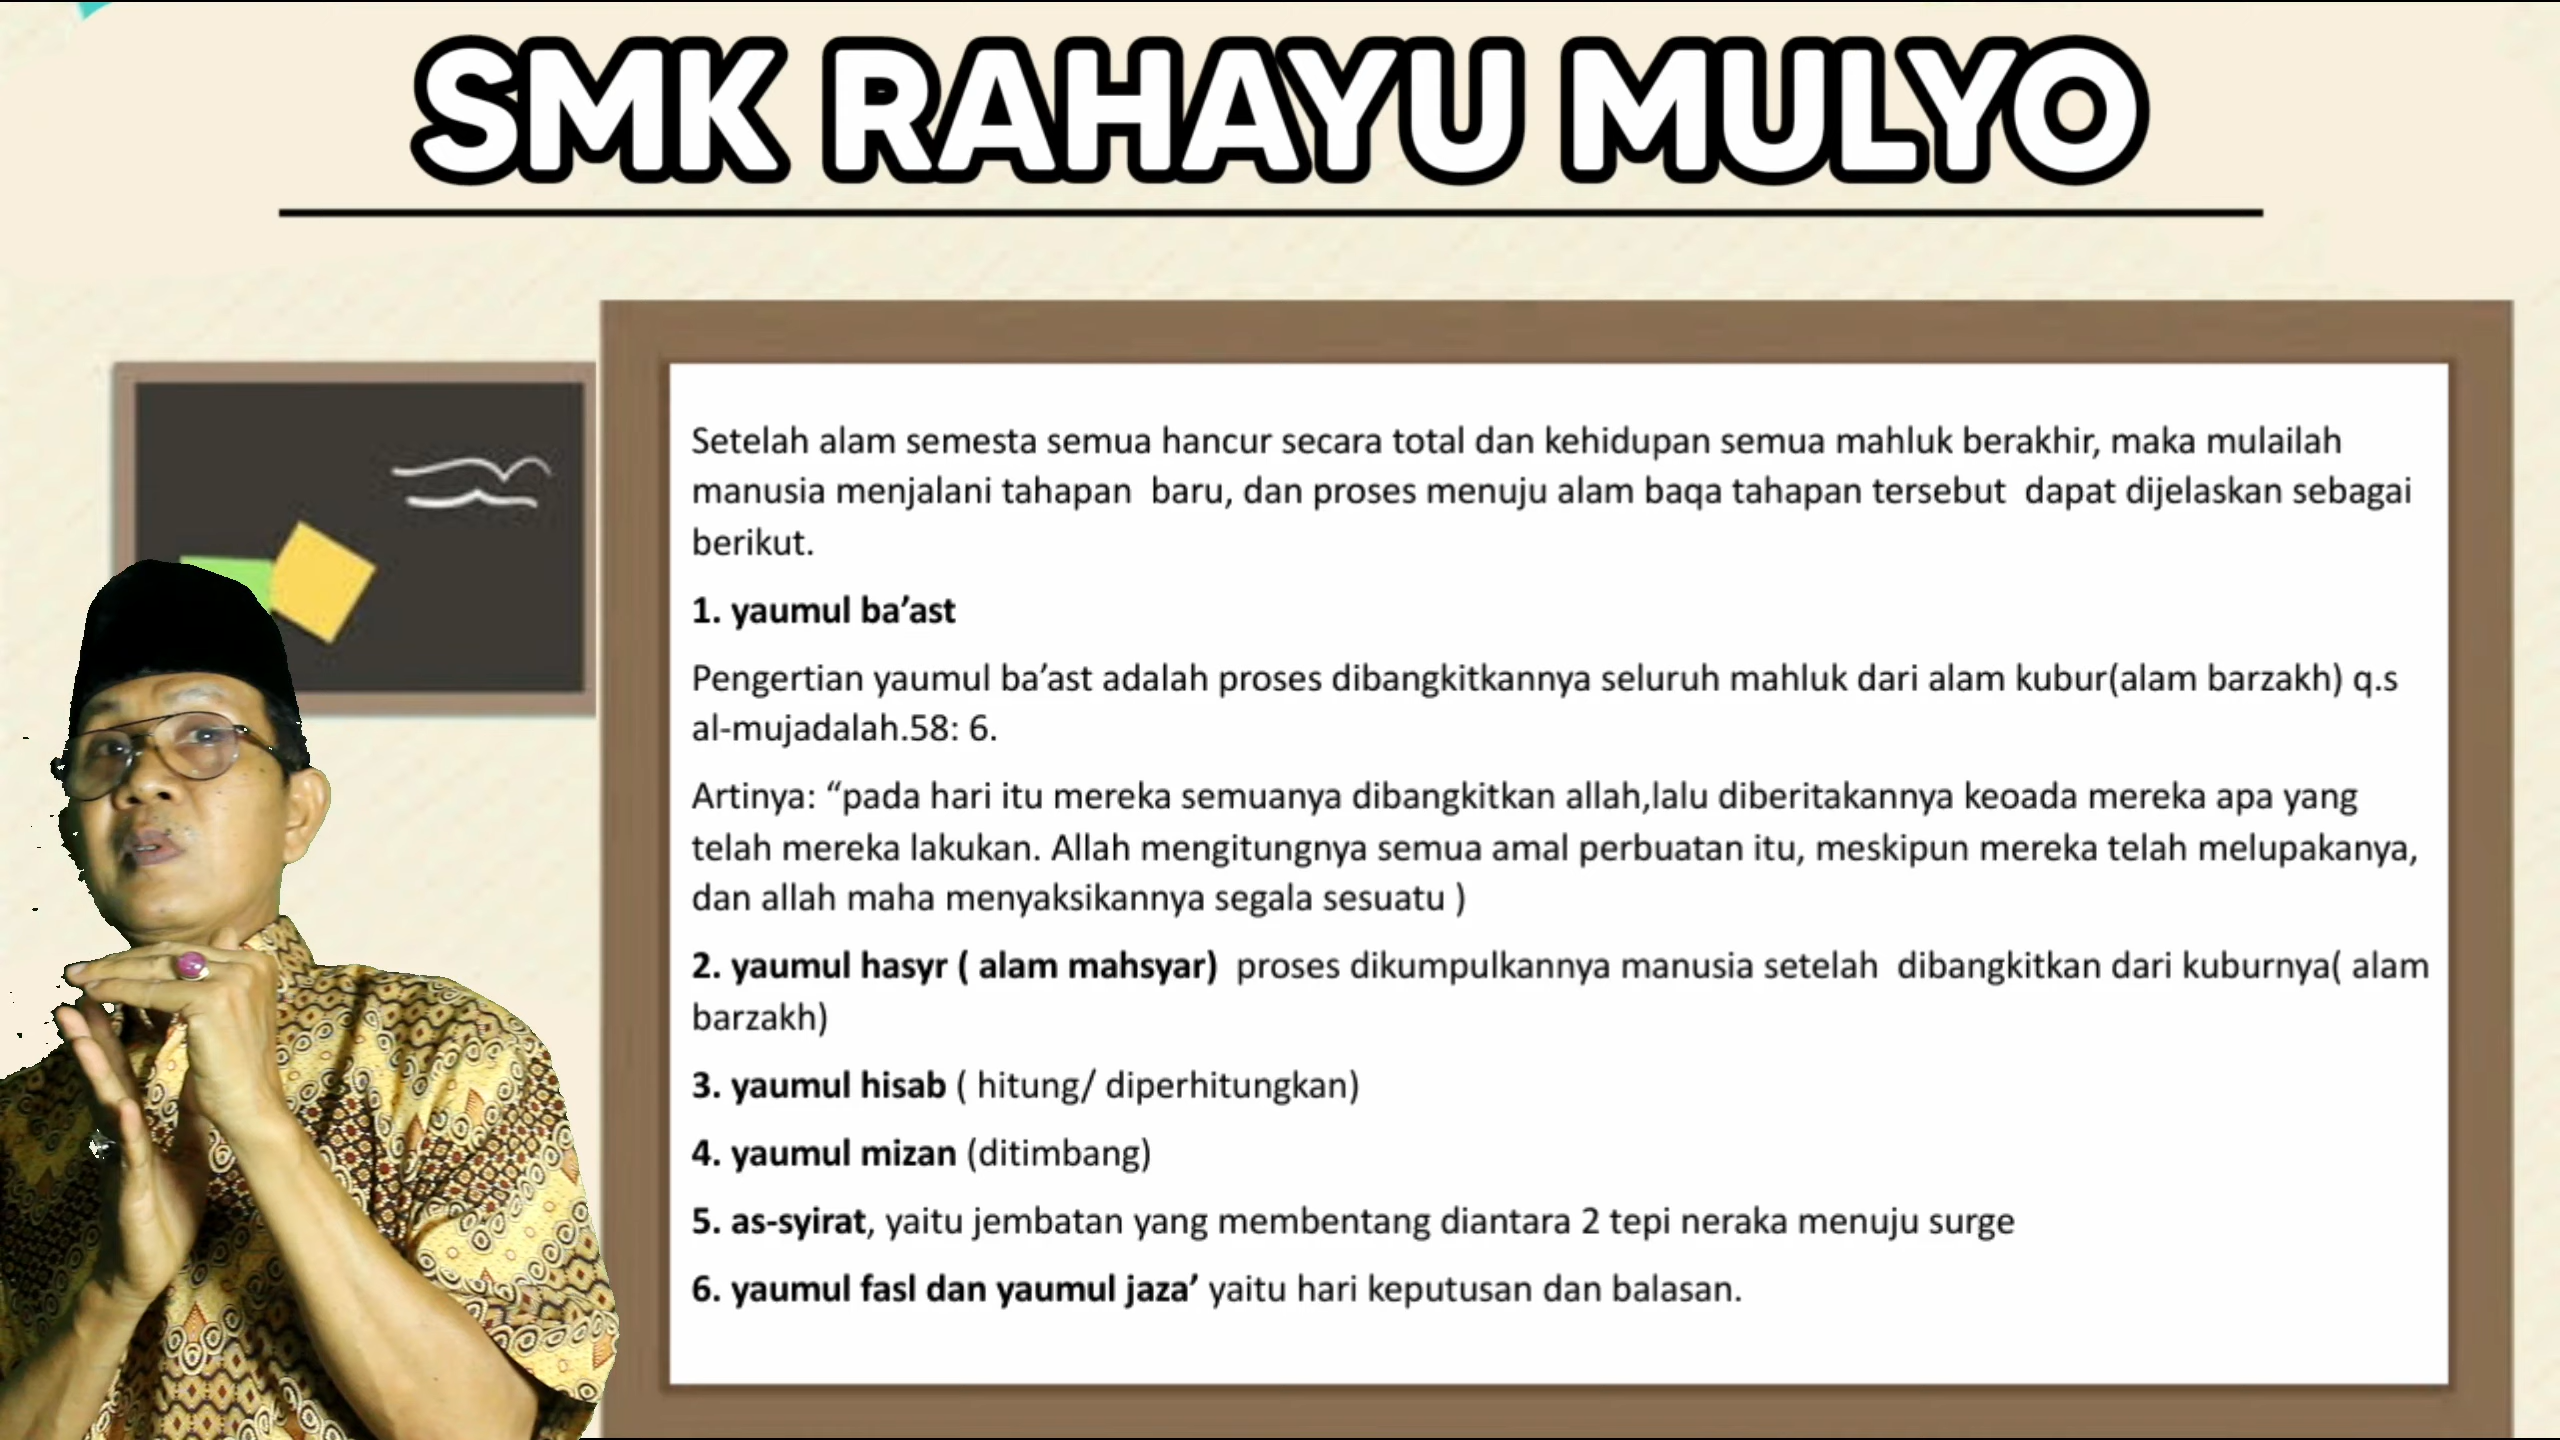 SMK RAHAYU MULYO
Setelah alam semesta semua hancur secara total dan kehidupan semua mahluk berakhir, maka mulailah
manusia menjalani tahapan  baru, dan proses menuju alam baqa tahapan tersebut  dapat dijelaskan sebagai
berikut.
1. yaumul ba’ast
Pengertian yaumul ba’ast adalah proses dibangkitkannya seluruh mahluk dari alam kubur(alam barzakh) q.s
al-mujadalah.58: 6.
Artinya: “pada hari itu mereka semuanya dibangkitkan allah,lalu diberitakannya keoada mereka apa yang
telah mereka lakukan. Allah mengitungnya semua amal perbuatan itu, meskipun mereka telah melupakanya,
dan allah maha menyaksikannya segala sesuatu )
2. yaumul hasyr ( alam mahsyar)  proses dikumpulkannya manusia setelah  dibangkitkan dari kuburnya( alam
barzakh)
3. yaumul hisab ( hitung/ diperhitungkan)
4. yaumul mizan (ditimbang)
5. as-syirat, yaitu jembatan yang membentang diantara 2 tepi neraka menuju surge
6. yaumul fasl dan yaumul jaza’ yaitu hari keputusan dan balasan.